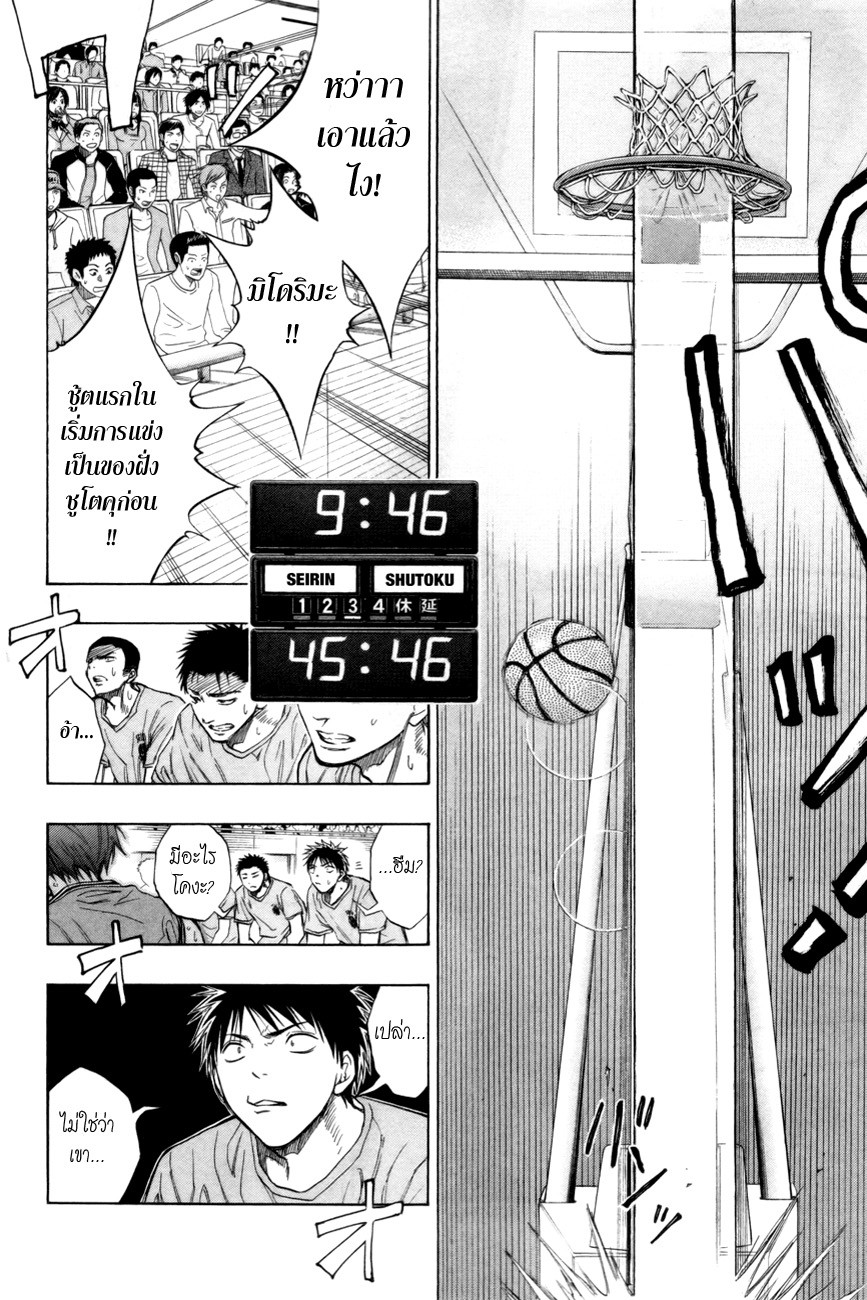 หว่าาา
เอาแล้ว
ไง!
มิโดริมะ
!!
ชู้ตแรกใน
เริ่มการแข่ง
เป็นของฝั่ง
ชูโตคุก่อน
!!
9:46
SEIRIN SHUTOKU
1 2 3 4 休 延
45:46
オ
อ้า...
...ฮืม?
มีอะไร
โคงะ?
オ
เปล่า...
ไม่ใช่ว่า
เขา...
オ